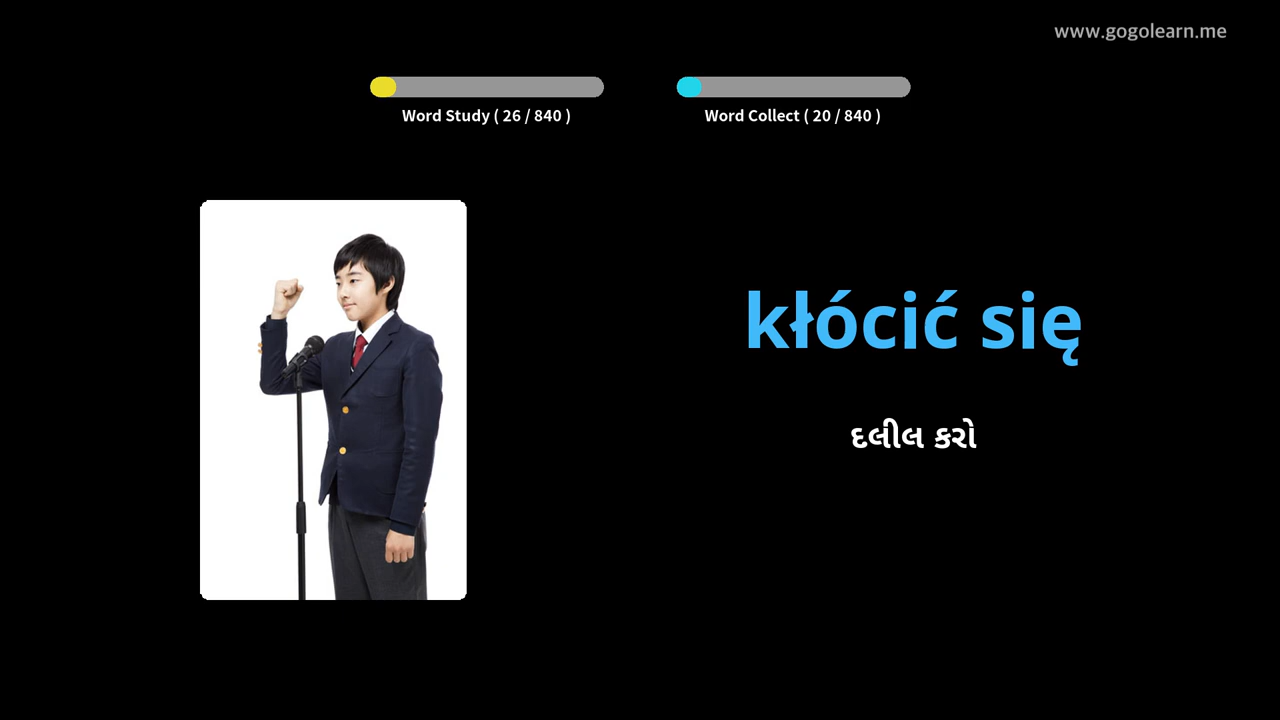 www.gogolearn.me
Word Study ( 26 / 840 )
Word Collect ( 20 / 840 )
kłócić się
દલીલ કરો